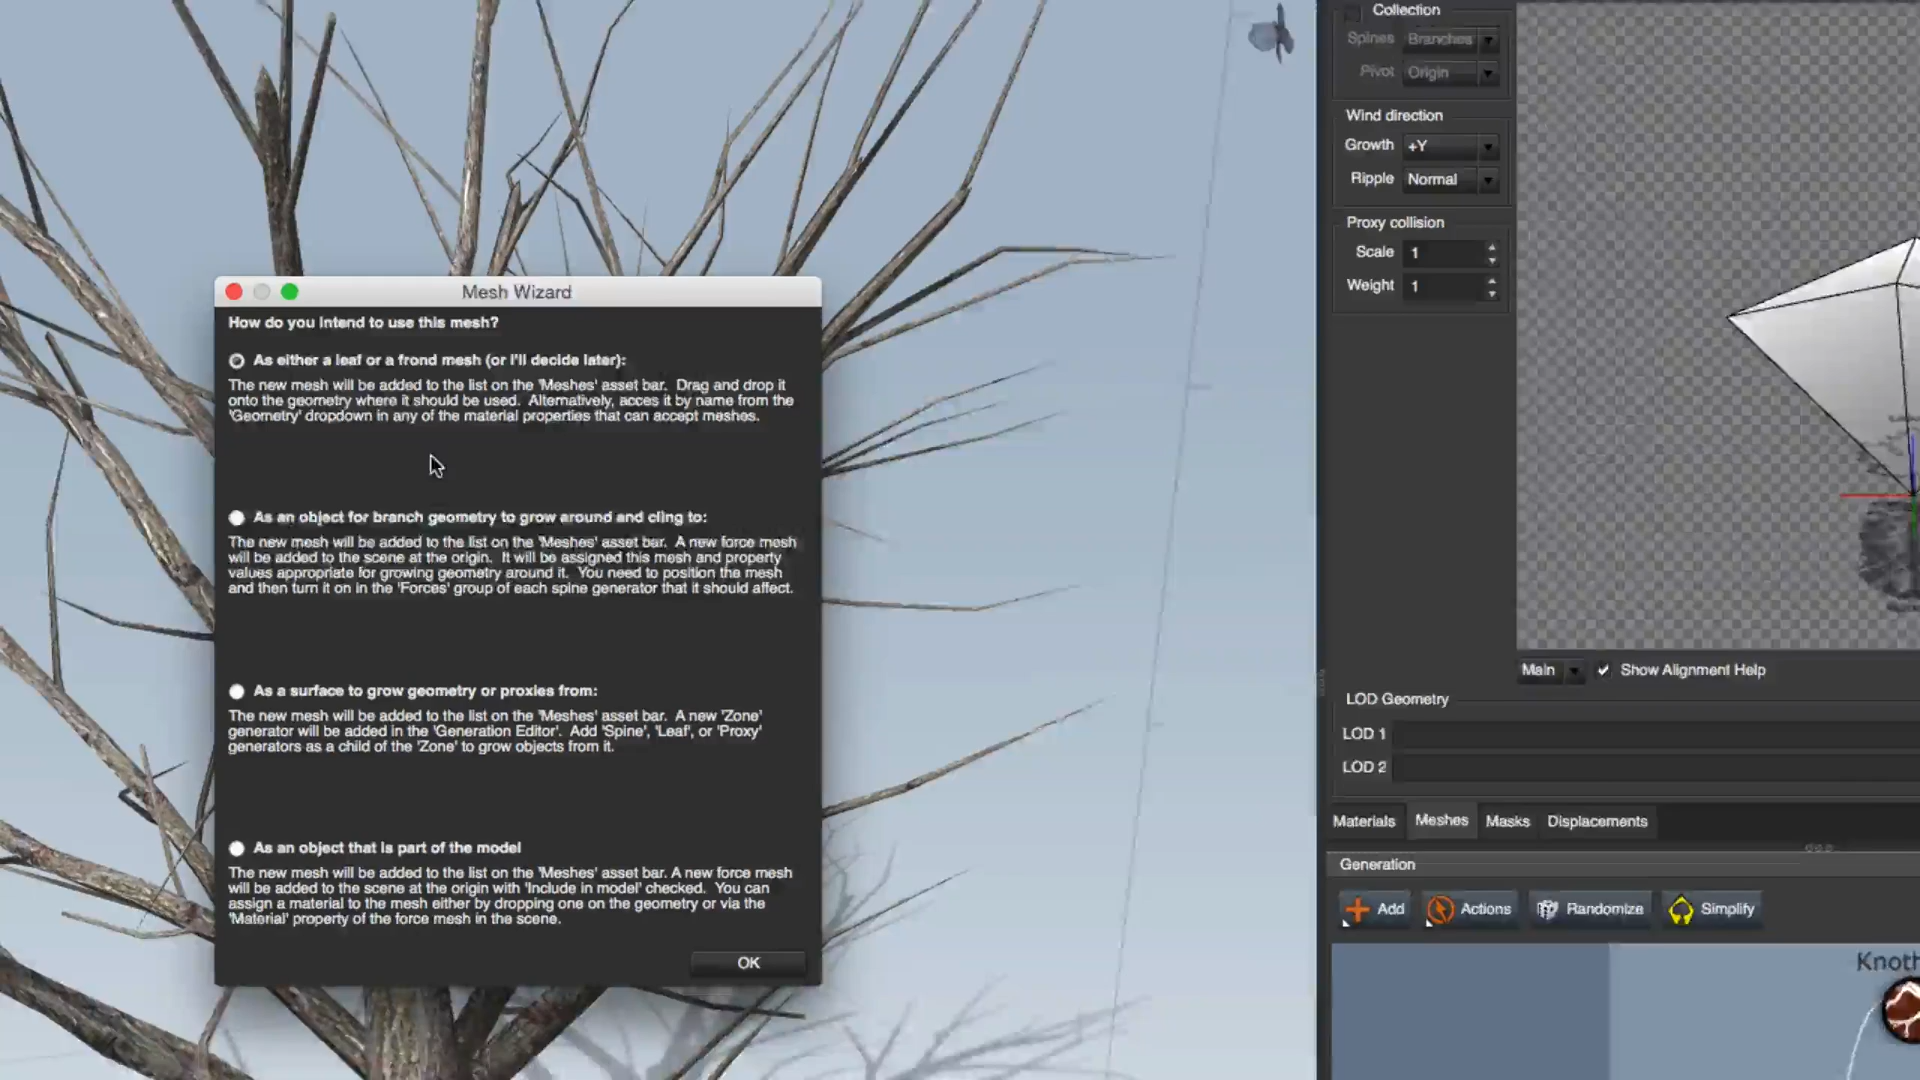 Mesh Wizard
How do you intend to use this mesh?
As either a leaf or a frond mesh (or I'll decide later):
The new mesh will be added to the list on the 'Meshes' asset bar. Drag and drop it
onto the geometry where it should be used. Alternatively, acces it by name from the
'Geometry' dropdown in any of the material properties that can accept meshes.
As an object for branch geometry to grow around and cling to:
The new mesh will be added to the list on the 'Meshes' asset bar. A new force mesh
will be added to the scene at the origin. It will be assigned this mesh and property
values appropriate for growing geometry around it. You need to position the mesh
and then turn it on in the 'Forces' group of each spine generator that it should affect.
As a surface to grow geometry or proxies from:
The new mesh will be added to the list on the 'Meshes' asset bar. A new 'Zone'
generator will be added in the 'Generation Editor'. Add 'Spine', 'Leaf', or 'Proxy'
generators as a child of the 'Zone' to grow objects from it.
As an object that is part of the model
The new mesh will be added to the list on the 'Meshes' asset bar. A new force mesh
will be added to the scene at the origin with 'Include in model' checked. You can
assign a material to the mesh either by dropping one on the geometry or via the
'Material' property of the force mesh in the scene.
OK
Collection
Spines Branches
Pivot Origin
Wind direction
Growth +Y
Ripple Normal
Proxy collision
Scale 1
Weight 1
Main Show Alignment Help
LOD Geometry
LOD 1
LOD 2
Materials Meshes Masks Displacements
Generation
Add Actions Randomize Simplify
Knoth